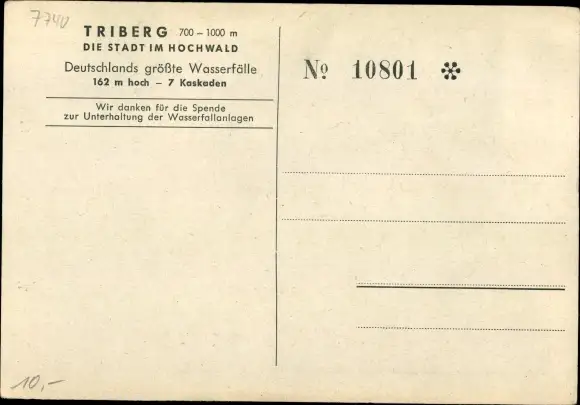 7740
TRIBERG 700 – 1000 m
DIE STADT IM HOCHWALD
Deutschlands größte Wasserfälle
162 m hoch – 7 Kaskaden
Wir danken für die Spende
zur Unterhaltung der Wasserfallanlagen
No 10801
10,–